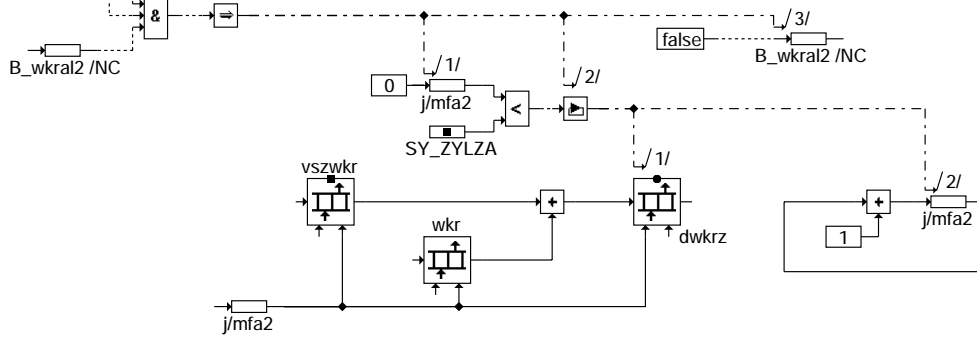 &
⇒
/3/
false
B_wkral2 /NC
B_wkral2 /NC
/1/
/2/
0
j/mfa2
<
SY_ZYLZA
/1/
vszwkr
/2/
+
+
j/mfa2
wkr
dwkrz
1
j/mfa2